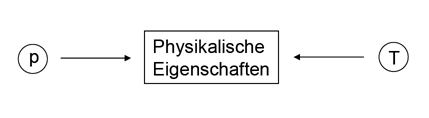 p
Physikalische
Eigenschaften
T